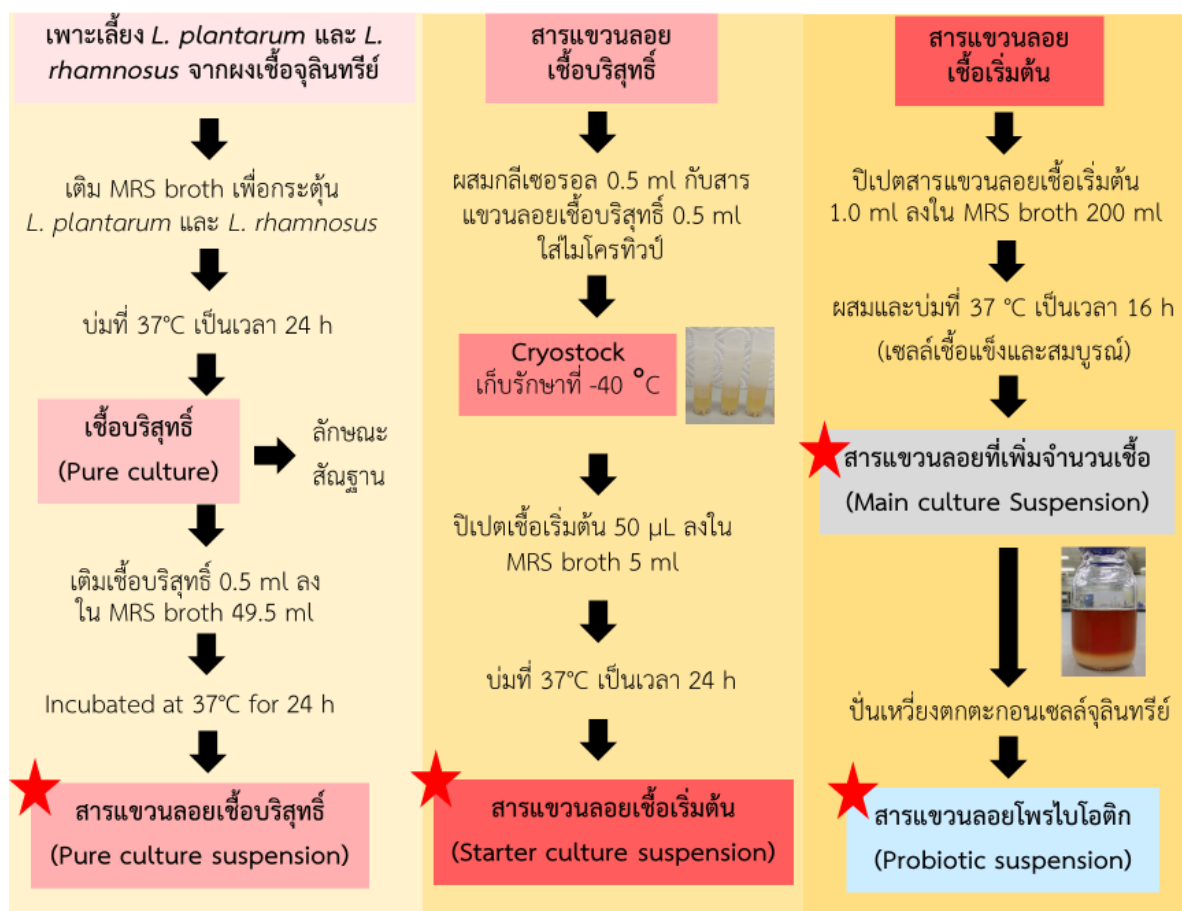 เพาะเลี้ยง L. plantarum และ L.
rhamnosus จากผงเชื้อจุลินทรีย์
เติม MRS broth เพื่อกระตุ้น
L. plantarum และ L. rhamnosus
บ่มที่ 37°C เป็นเวลา 24 h
เชื้อบริสุทธิ์
(Pure culture)
ลักษณะ
สัณฐาน
เติมเชื้อบริสุทธิ์ 0.5 ml ลง
ใน MRS broth 49.5 ml
Incubated at 37°C for 24 h
สารแขวนลอยเชื้อบริสุทธิ์
(Pure culture suspension)
สารแขวนลอย
เชื้อบริสุทธิ์
ผสมกลีเซอรอล 0.5 ml กับสาร
แขวนลอยเชื้อบริสุทธิ์ 0.5 ml
ใส่ไมโครทิวป์
Cryostock
เก็บรักษาที่ -40 °C
ปิเปตเชื้อเริ่มต้น 50 µL ลงใน
MRS broth 5 ml
บ่มที่ 37°C เป็นเวลา 24 h
สารแขวนลอยเชื้อเริ่มต้น
(Starter culture suspension)
สารแขวนลอย
เชื้อเริ่มต้น
ปิเปตสารแขวนลอยเชื้อเริ่มต้น
1.0 ml ลงใน MRS broth 200 ml
ผสมและบ่มที่ 37 °C เป็นเวลา 16 h
(เซลล์เชื้อแข็งและสมบูรณ์)
สารแขวนลอยที่เพิ่มจำนวนเชื้อ
(Main culture Suspension)
ปั่นเหวี่ยงตกตะกอนเซลล์จุลินทรีย์
สารแขวนลอยโพรไบโอติก
(Probiotic suspension)